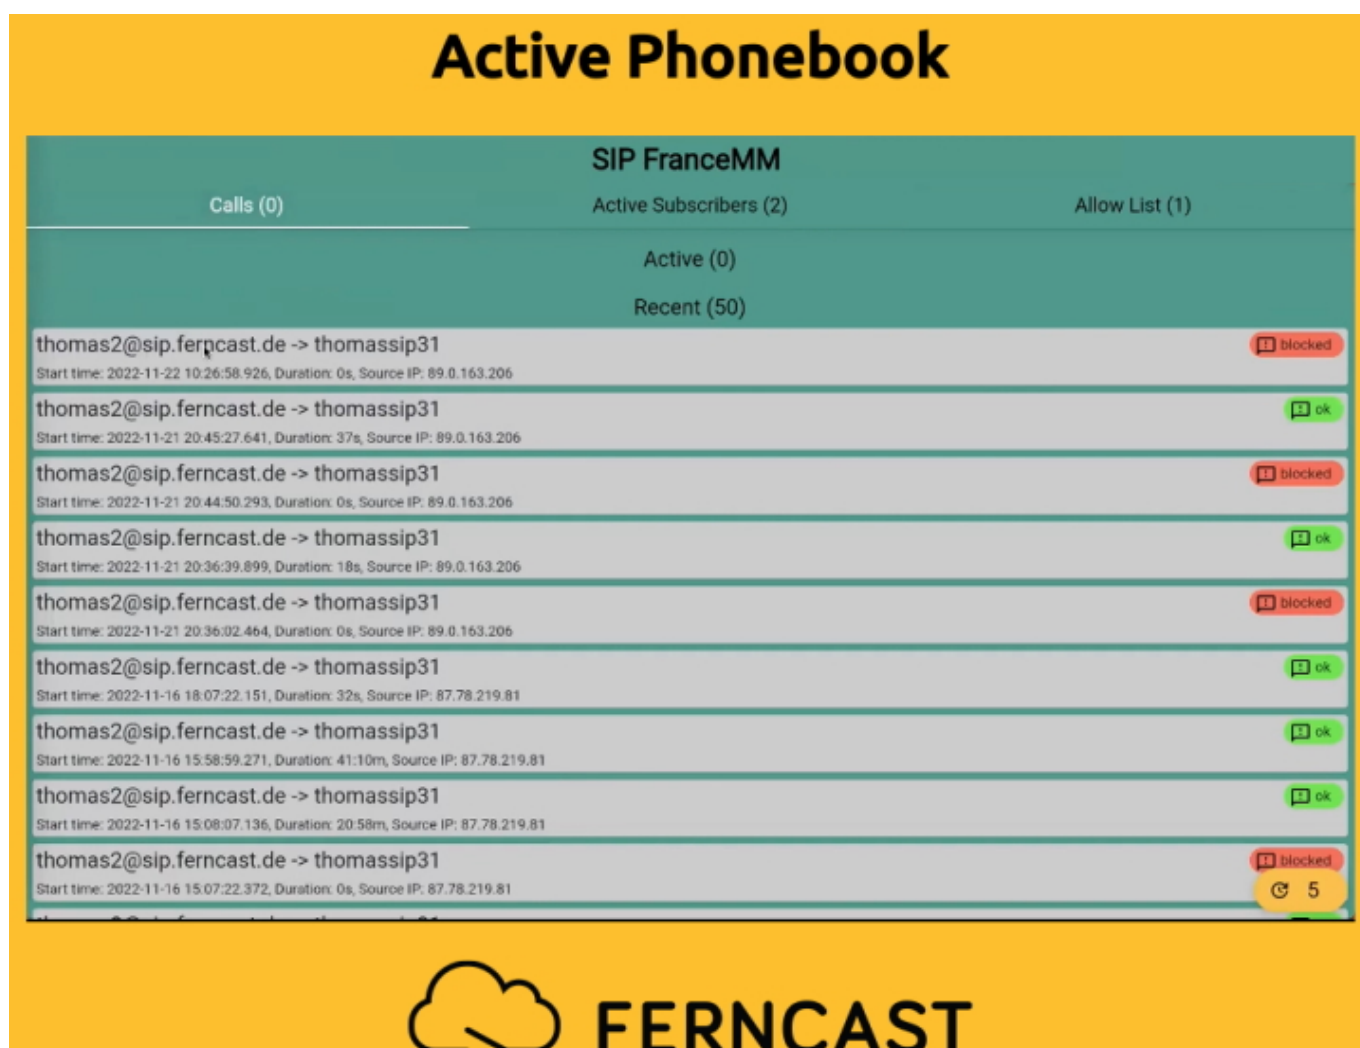 Active Phonebook
SIP FranceMM
Calls (0)
Active Subscribers (2)
Allow List (1)
Active (0)
Recent (50)
thomas2@sip.ferncast.de -> thomassip31
blocked
Start time: 2022-11-22 10:26:58.926, Duration: 0s, Source IP: 89.0.163.206
thomas2@sip.ferncast.de -> thomassip31
ok
Start time: 2022-11-21 20:45:27.641, Duration: 37s, Source IP: 89.0.163.206
thomas2@sip.ferncast.de -> thomassip31
blocked
Start time: 2022-11-21 20:44:50.293, Duration: 0s, Source IP: 89.0.163.206
thomas2@sip.ferncast.de -> thomassip31
ok
Start time: 2022-11-21 20:36:39.899, Duration: 18s, Source IP: 89.0.163.206
thomas2@sip.ferncast.de -> thomassip31
blocked
Start time: 2022-11-21 20:36:02.464, Duration: 0s, Source IP: 89.0.163.206
thomas2@sip.ferncast.de -> thomassip31
ok
Start time: 2022-11-16 18:07:22.151, Duration: 32s, Source IP: 87.78.219.81
thomas2@sip.ferncast.de -> thomassip31
ok
Start time: 2022-11-16 15:58:59.271, Duration: 41:10m, Source IP: 87.78.219.81
thomas2@sip.ferncast.de -> thomassip31
ok
Start time: 2022-11-16 15:08:07.136, Duration: 20:58m, Source IP: 87.78.219.81
thomas2@sip.ferncast.de -> thomassip31
blocked
Start time: 2022-11-16 15:07:22.372, Duration: 0s, Source IP: 87.78.219.81
5
FERNCAST